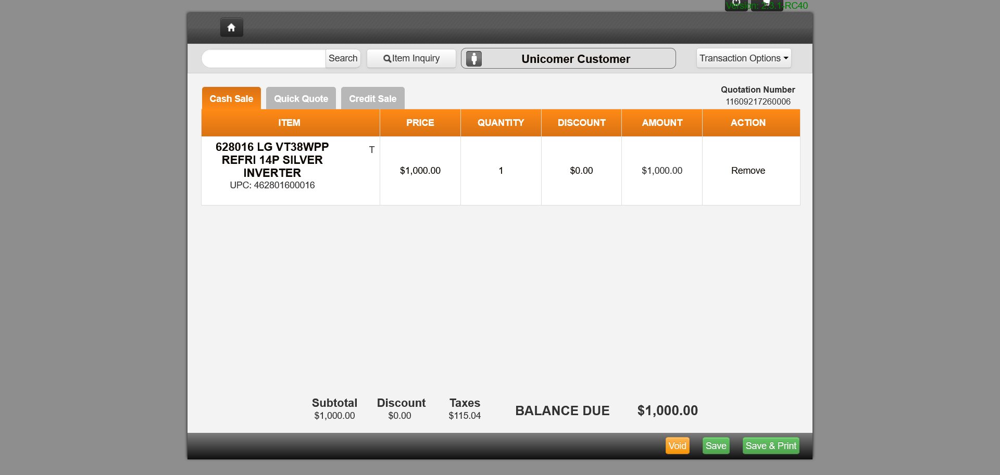 Version: 2.3.1-RC40
Search
Item Inquiry
Unicomer Customer
Transaction Options
Cash Sale
Quick Quote
Credit Sale
Quotation Number
11609217260006
ITEM PRICE QUANTITY DISCOUNT AMOUNT ACTION
628016 LG VT38WPP
REFRI 14P SILVER
INVERTER
UPC: 462801600016
T
$1,000.00
1
$0.00
$1,000.00
Remove
Subtotal
$1,000.00
Discount
$0.00
Taxes
$115.04
BALANCE DUE $1,000.00
Void
Save
Save & Print